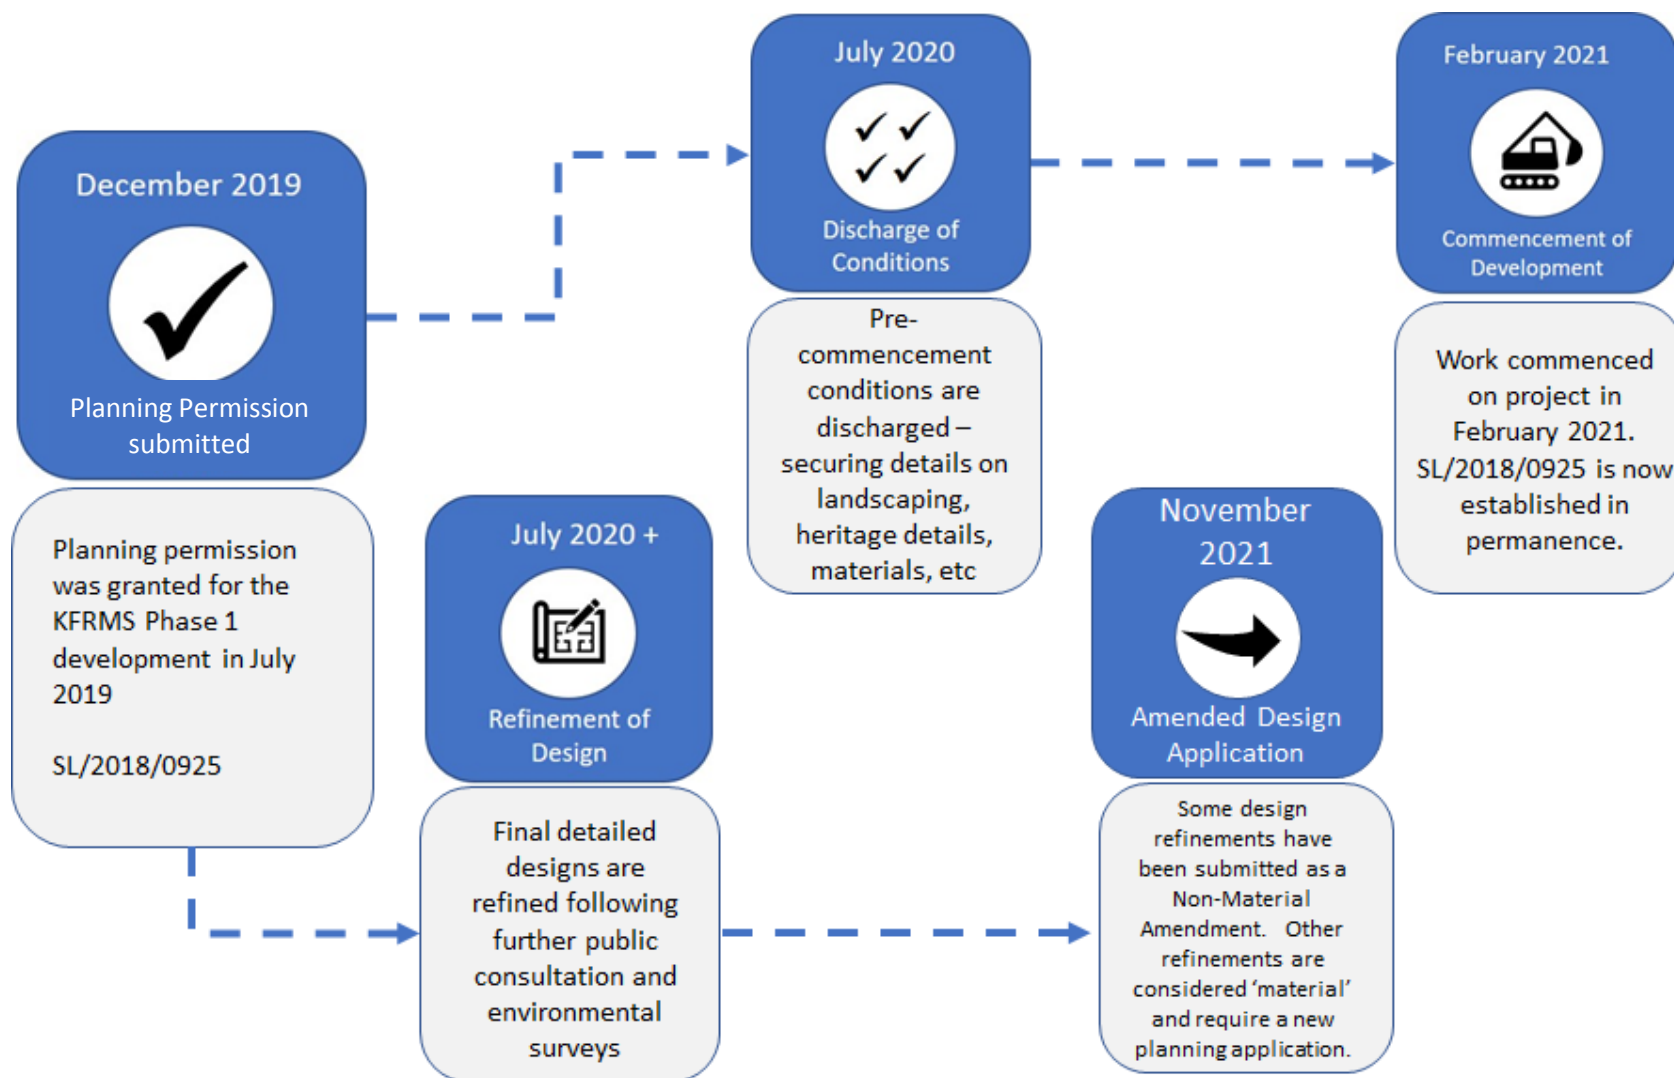 December 2019
Planning Permission
submitted
Planning permission
was granted for the
KFRMS Phase 1
development in July
2019
SL/2018/0925
July 2020
Discharge of
Conditions
Pre-
commencement
conditions are
discharged –
securing details on
landscaping,
heritage details,
materials, etc
February 2021
Commencement of
Development
Work commenced
on project in
February 2021.
SL/2018/0925 is now
established in
permanence.
July 2020 +
Refinement of
Design
Final detailed
designs are
refined following
further public
consultation and
environmental
surveys
November
2021
Amended Design
Application
Some design
refinements have
been submitted as a
Non-Material
Amendment. Other
refinements are
considered ‘material’
and require a new
planning application.